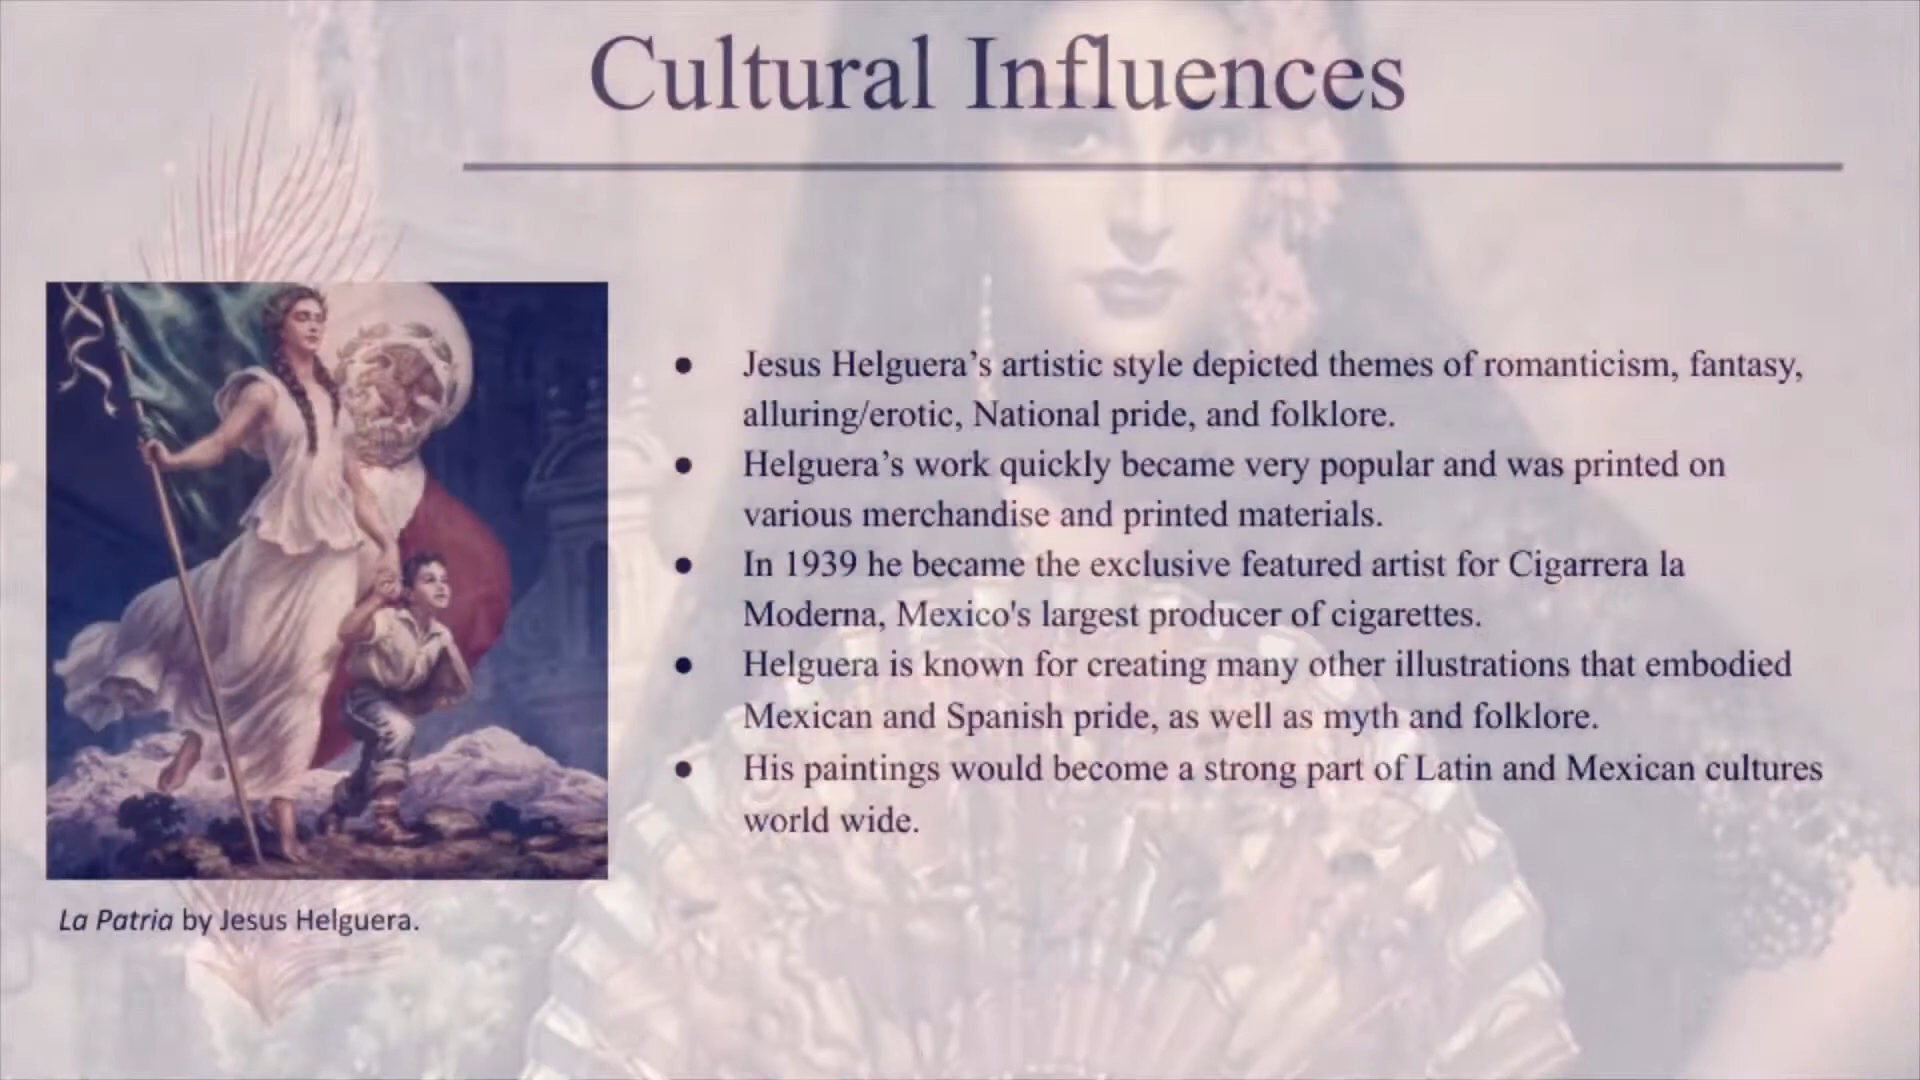 Cultural Influences
● Jesus Helguera’s artistic style depicted themes of romanticism, fantasy,
alluring/erotic, National pride, and folklore.
● Helguera’s work quickly became very popular and was printed on
various merchandise and printed materials.
● In 1939 he became the exclusive featured artist for Cigarrera la
Moderna, Mexico's largest producer of cigarettes.
● Helguera is known for creating many other illustrations that embodied
Mexican and Spanish pride, as well as myth and folklore.
● His paintings would become a strong part of Latin and Mexican cultures
world wide.
La Patria by Jesus Helguera.